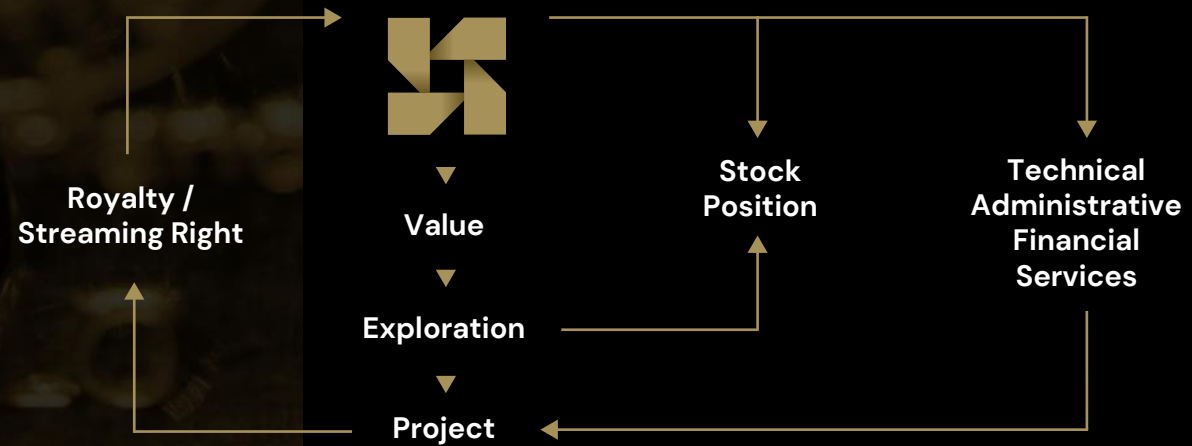 Royalty /
Streaming Right
Value
Exploration
Project
Stock
Position
Technical
Administrative
Financial
Services